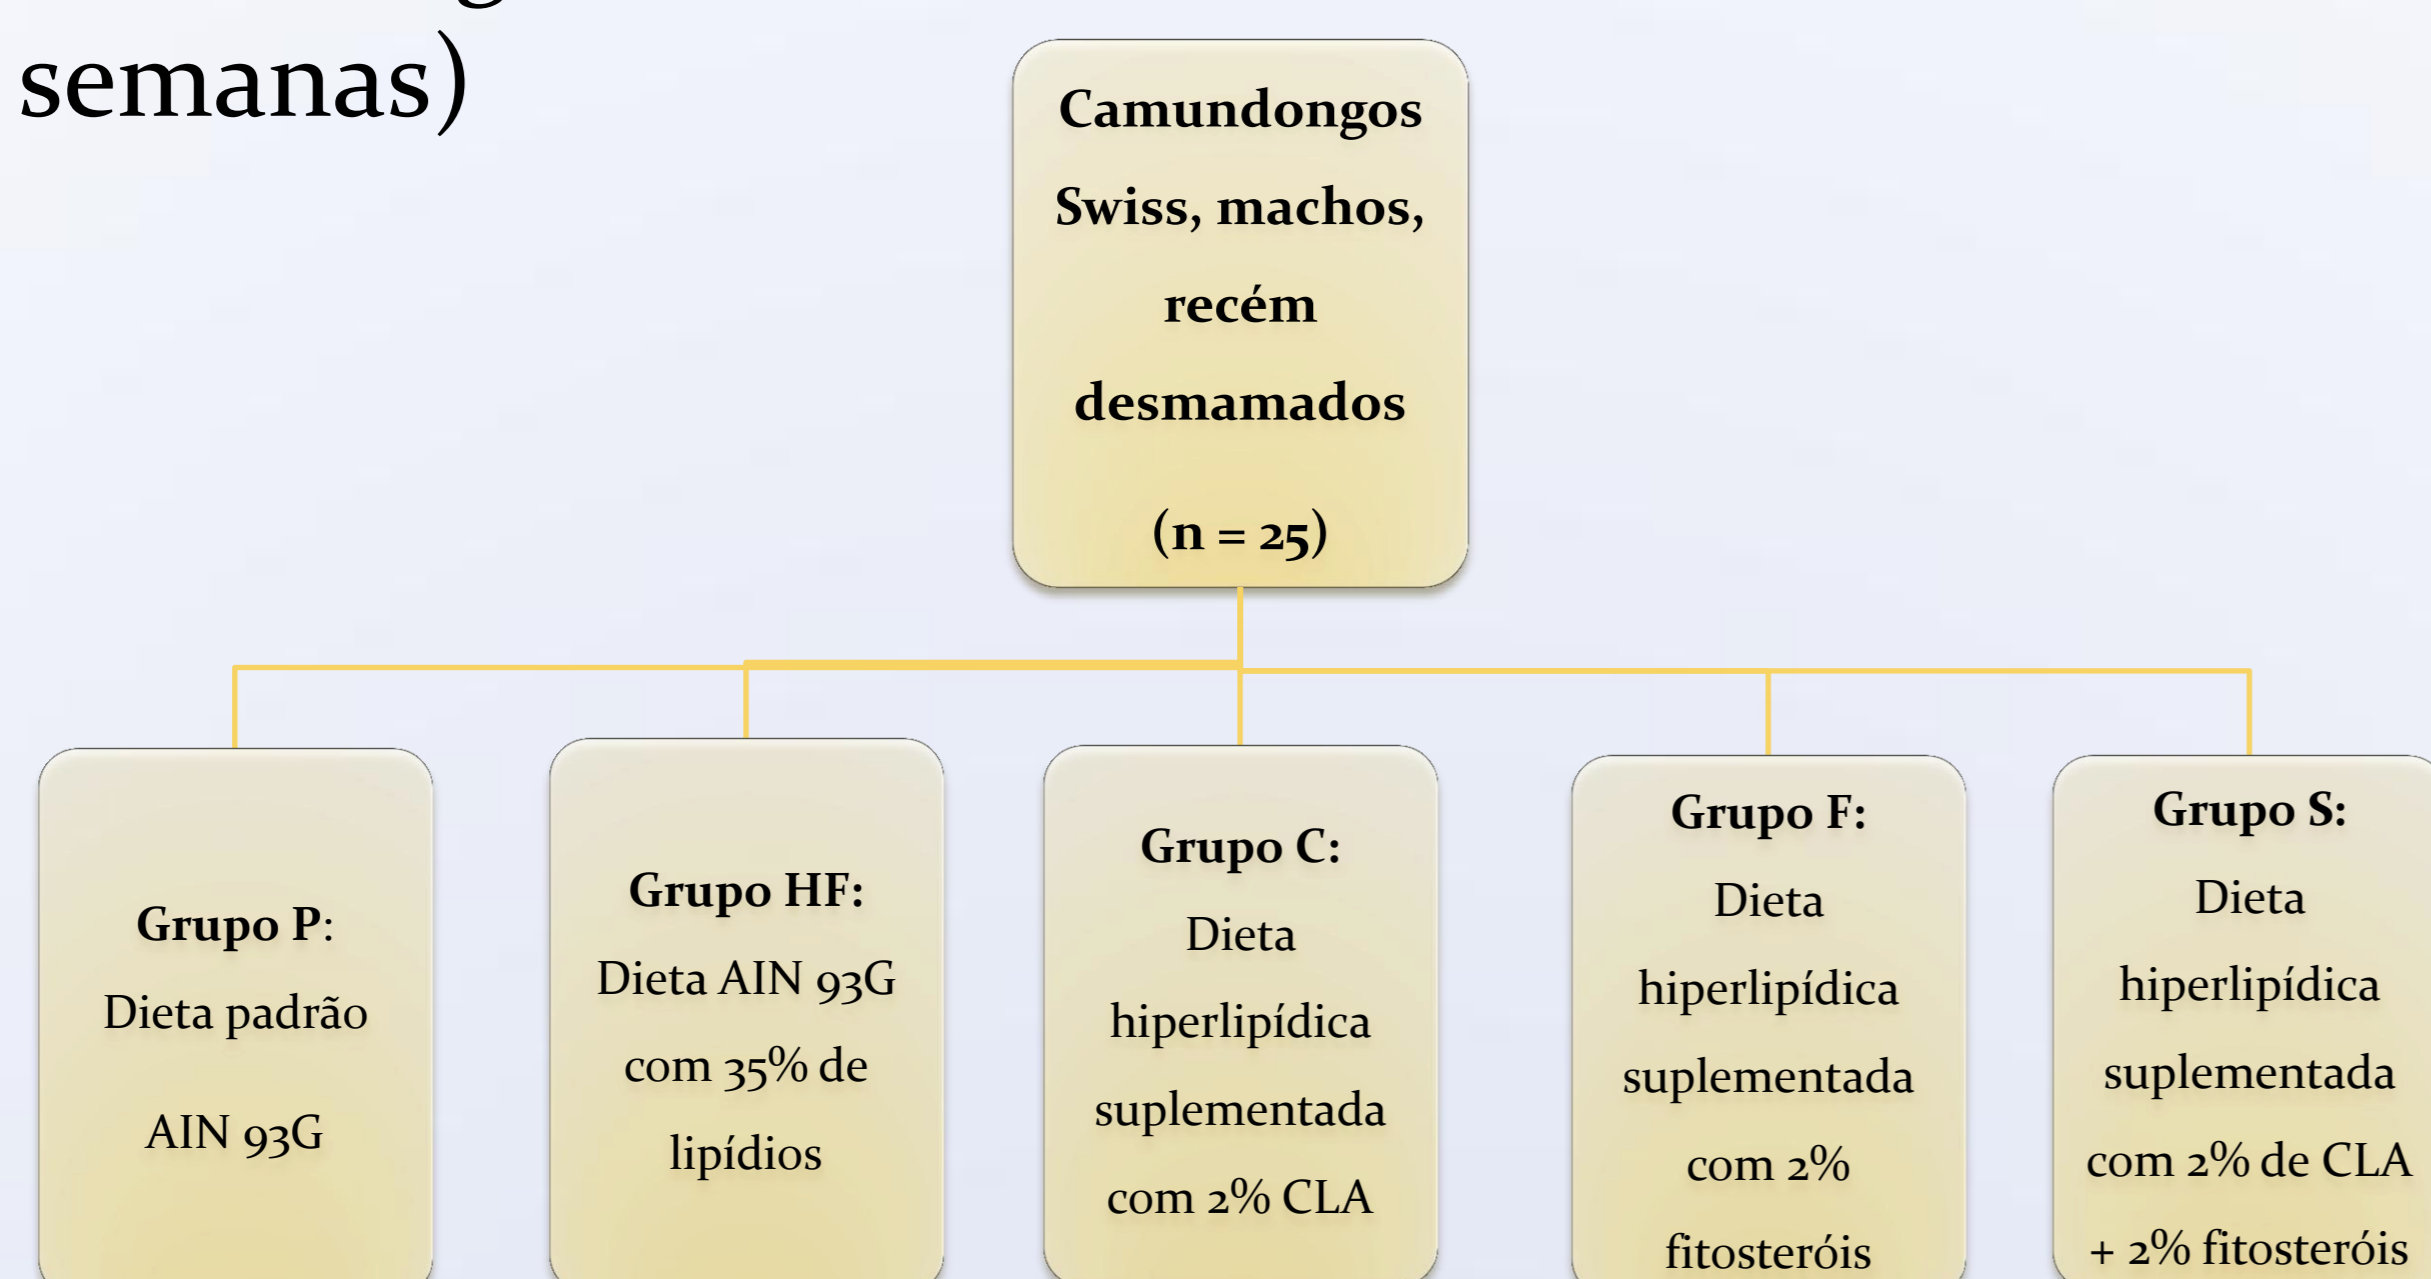 semanas)
Camundongos
Swiss, machos,
recém
desmamados
(n = 25)
Grupo P:
Dieta padrão
AIN 93G
Grupo HF:
Dieta AIN 93G
com 35% de
lipídios
Grupo C:
Dieta
hiperlipídica
suplementada
com 2% CLA
Grupo F:
Dieta
hiperlipídica
suplementada
com 2%
fitosteróis
Grupo S:
Dieta
hiperlipídica
suplementada
com 2% de CLA
+ 2% fitosteróis